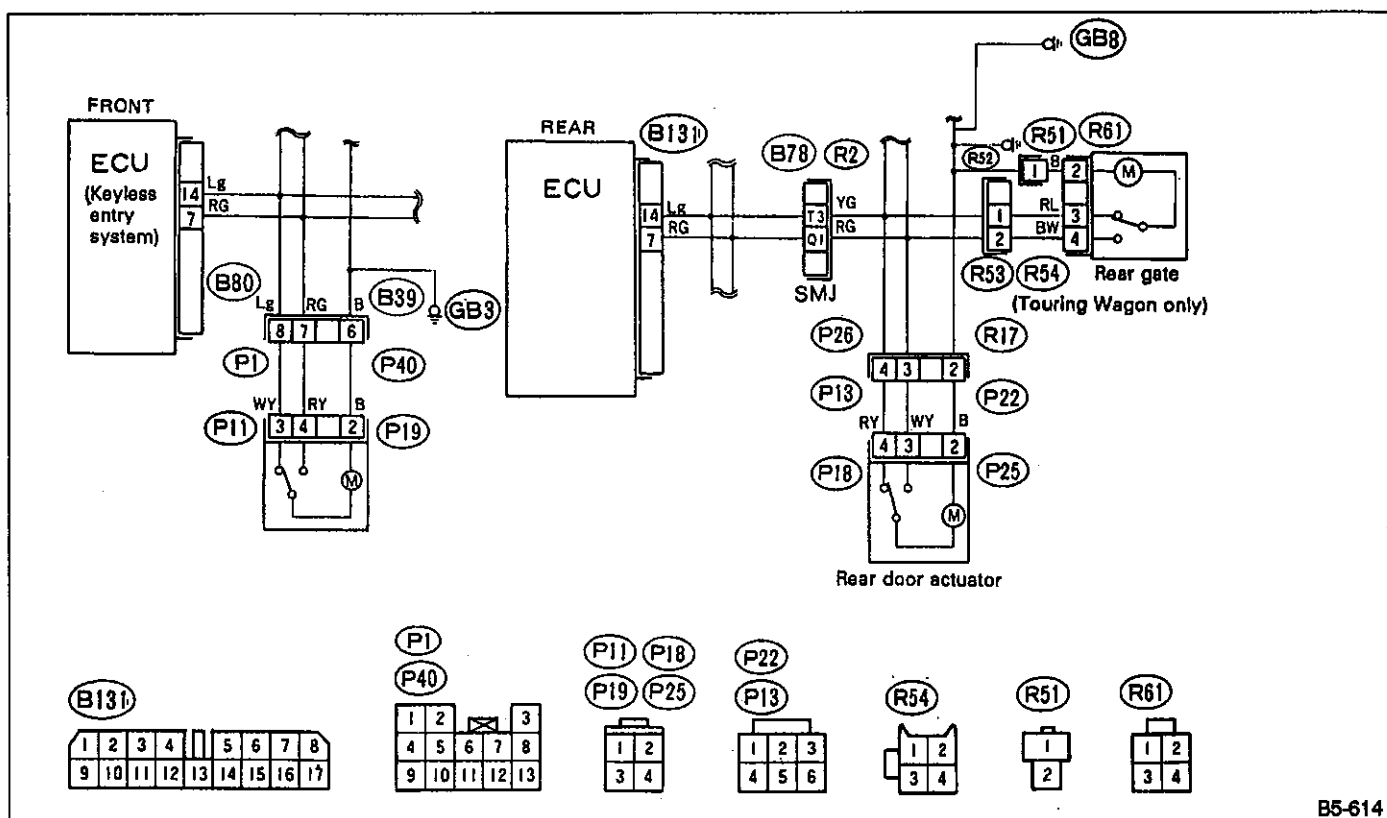 GB8
FRONT
ECU
(Keyless
entry
system)
14
7
Lg
RG
B80
Lg RG B
B39
GB3
8 7 6
P1
P40
WY RY B
P11
3 4 2
P19
M
REAR
ECU
B131
14
7
Lg
RG
B78 R2
T3
Q1
SMJ
YG
RG
R51 R61
R52
1
B
2
M
1
2
RL
BW
3
4
R53 R54
Rear gate
(Touring Wagon only)
P26
R17
4 3 2
P13
P22
RY WY B
4 3 2
P18
P25
M
Rear door actuator
B131
1 2 3 4 5 6 7 8
9 10 11 12 13 14 15 16 17
P1
P40
1 2 3
4 5 6 7 8
9 10 11 12 13
P11 P18
P19 P25
1 2
3 4
P22
P13
1 2 3
4 5 6
R54
1 2
3 4
R51
1
2
R61
1 2
3 4
B5-614